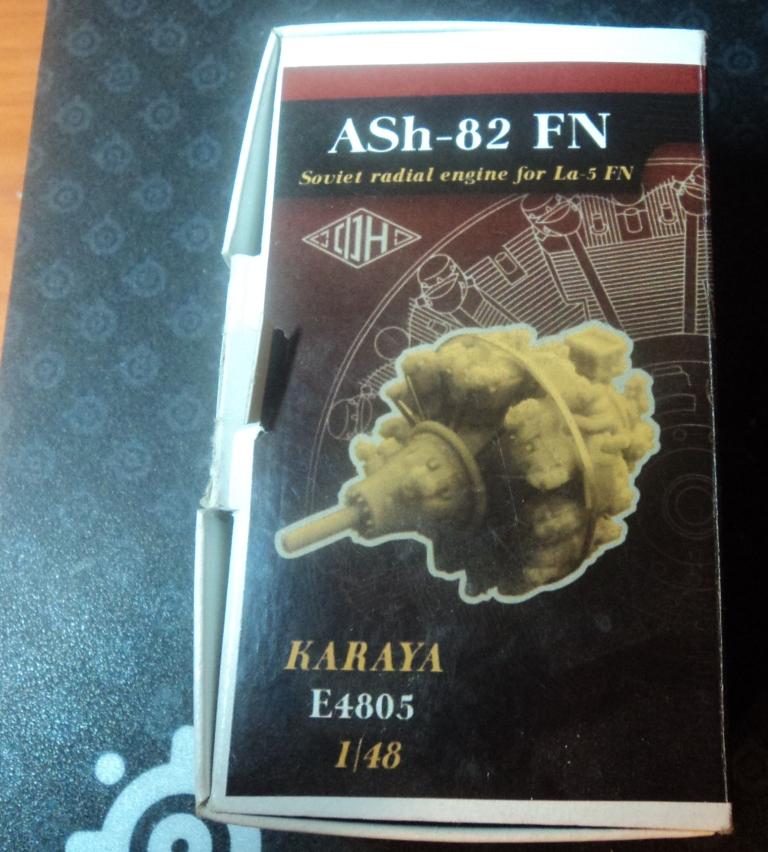 ASh-82 FN
Soviet radial engine for La-5 FN
KARAYA
E4805
1/48